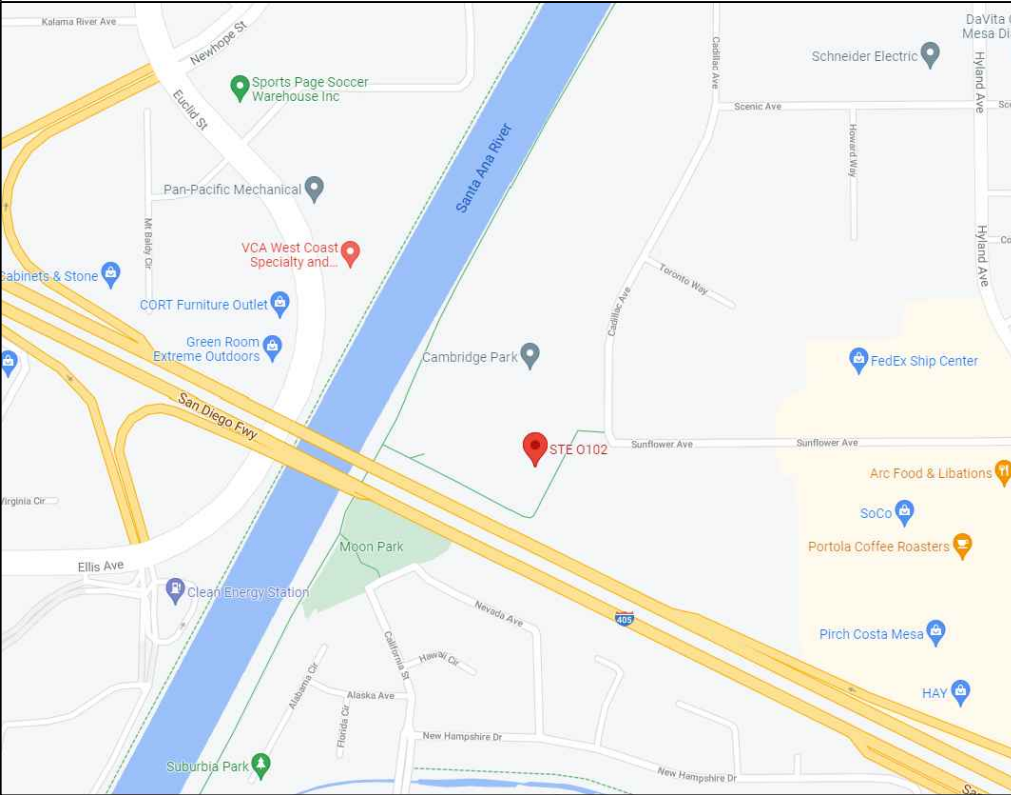 Kalama River Ave
Newhope St
DaVita
Mesa Di
Schneider Electric
Hyland Ave
Cadillac Ave
Sports Page Soccer
Warehouse Inc
Euclid St
Scenic Ave
Howard Way
Santa Ana River
Pan-Pacific Mechanical
Mt Baldy Cir
VCA West Coast
Specialty and...
Hyland Ave
Cabinets & Stone
CORT Furniture Outlet
Toronto Way
Cadillac Ave
Green Room
Extreme Outdoors
Cambridge Park
FedEx Ship Center
San Diego Fwy
STE O102
Sunflower Ave
Sunflower Ave
Arc Food & Libations
Virginia Cir
SoCo
Moon Park
Portola Coffee Roasters
Ellis Ave
Clean Energy Station
Nevada Ave
405
California St
Pirch Costa Mesa
Hawaii Cir
Alabama Cir
Alaska Ave
HAY
Florida Cir
New Hampshire Dr
Suburbia Park
New Hampshire Dr